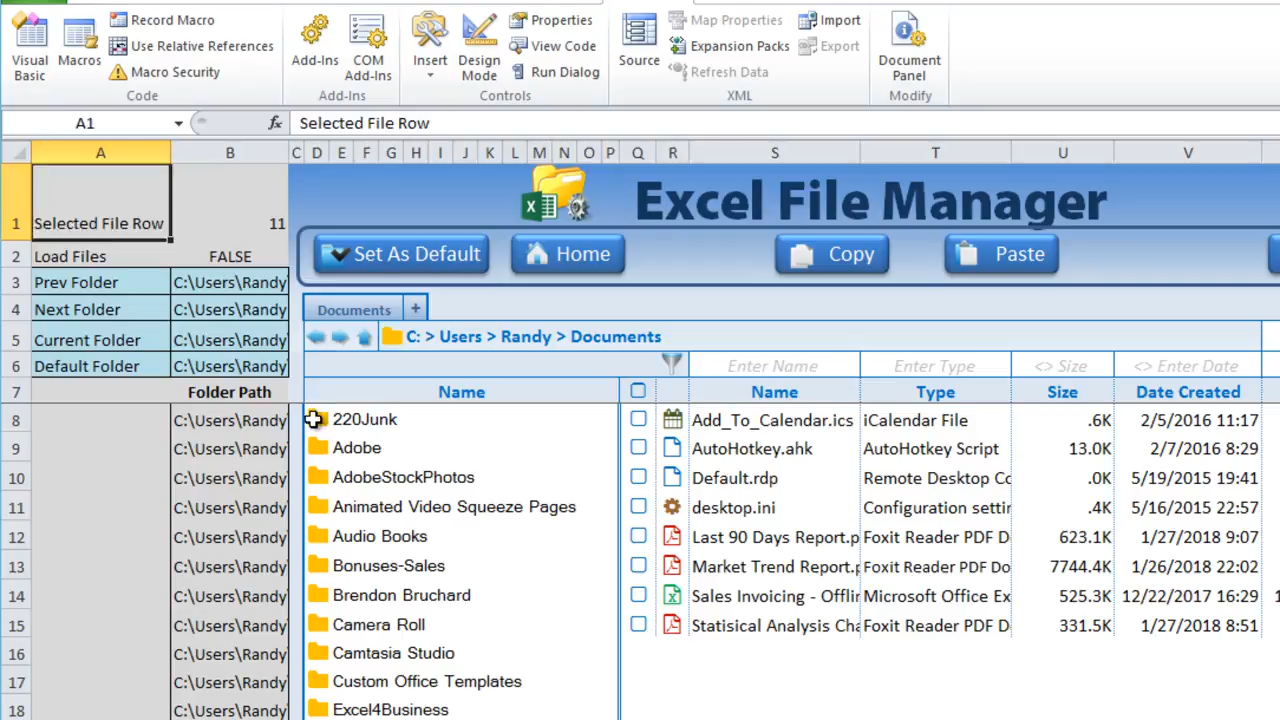 Record Macro
Use Relative References
Macro Security
Visual Basic
Macros
Code
Add-Ins
COM Add-Ins
Add-Ins
Insert
Design Mode
Properties
View Code
Run Dialog
Controls
Source
Map Properties
Expansion Packs
Refresh Data
Import
Export
XML
Document Panel
Modify
A1 fx Selected File Row
A B C D E F G H I J K L M N O P Q R S T U V
1 Selected File Row 11
Excel File Manager
Set As Default Home Copy Paste
2 Load Files FALSE
3 Prev Folder C:\Users\Randy
4 Next Folder C:\Users\Randy
Documents +
5 Current Folder C:\Users\Randy
C: > Users > Randy > Documents
6 Default Folder C:\Users\Randy
Enter Name Enter Type <> Size <> Enter Date
7 Folder Path Name Name Type Size Date Created
8 C:\Users\Randy 220Junk Add_To_Calendar.ics iCalendar File .6K 2/5/2016 11:17
9 C:\Users\Randy Adobe AutoHotkey.ahk AutoHotkey Script 13.0K 2/7/2016 8:29
10 C:\Users\Randy AdobeStockPhotos Default.rdp Remote Desktop Co .0K 5/19/2015 19:41
11 C:\Users\Randy Animated Video Squeeze Pages desktop.ini Configuration settin .4K 5/16/2015 22:57
12 C:\Users\Randy Audio Books Last 90 Days Report.p Foxit Reader PDF D 623.1K 1/27/2018 9:07
13 C:\Users\Randy Bonuses-Sales Market Trend Report.p Foxit Reader PDF Do 7744.4K 1/26/2018 22:02
14 C:\Users\Randy Brendon Bruchard Sales Invoicing - Offlin Microsoft Office Ex 525.3K 12/22/2017 16:29
15 C:\Users\Randy Camera Roll Statisical Analysis Cha Foxit Reader PDF D 331.5K 1/27/2018 8:51
16 C:\Users\Randy Camtasia Studio
17 C:\Users\Randy Custom Office Templates
18 C:\Users\Randy Excel4Business